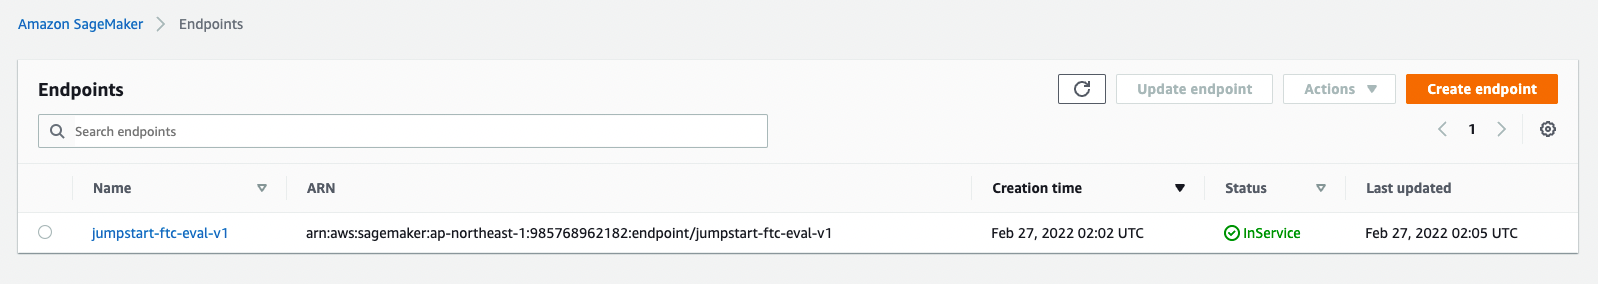 Amazon SageMaker > Endpoints
Endpoints
Update endpoint
Actions
Create endpoint
Search endpoints
1
Name ARN Creation time Status Last updated
jumpstart-ftc-eval-v1 arn:aws:sagemaker:ap-northeast-1:985768962182:endpoint/jumpstart-ftc-eval-v1 Feb 27, 2022 02:02 UTC InService Feb 27, 2022 02:05 UTC